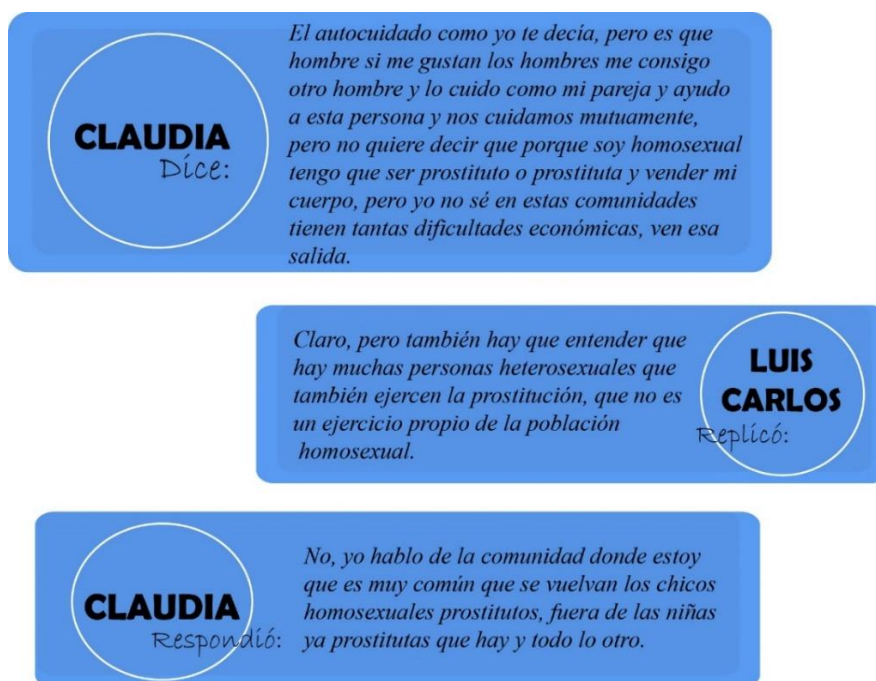 CLAUDIA
Dice:
El autocuidado como yo te decía, pero es que
hombre si me gustan los hombres me consigo
otro hombre y lo cuido como mi pareja y ayudo
a esta persona y nos cuidamos mutuamente,
pero no quiere decir que porque soy homosexual
tengo que ser prostituto o prostituta y vender mi
cuerpo, pero yo no sé en estas comunidades
tienen tantas dificultades económicas, ven esa
salida.
Claro, pero también hay que entender que
hay muchas personas heterosexuales que
también ejercen la prostitución, que no es
un ejercicio propio de la población
homosexual.
LUIS
CARLOS
Replicó:
CLAUDIA
Respondió:
No, yo hablo de la comunidad donde estoy
que es muy común que se vuelvan los chicos
homosexuales prostitutos, fuera de las niñas
ya prostitutas que hay y todo lo otro.